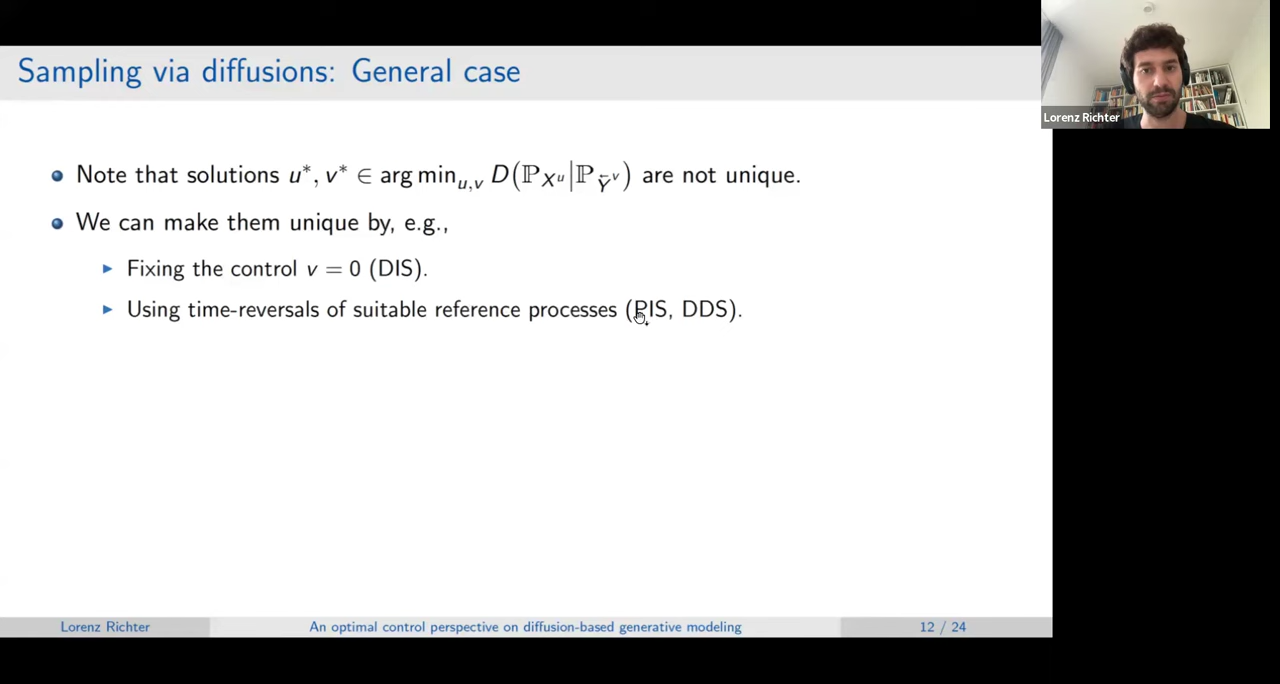 Sampling via diffusions: General case
Lorenz Richter
Note that solutions u*, v* ∈ arg min_{u,v} D(ℙ_{X^u}|ℙ_{Y⃖^v}) are not unique.
We can make them unique by, e.g.,
Fixing the control v = 0 (DIS).
Using time-reversals of suitable reference processes (PIS, DDS).
Lorenz Richter An optimal control perspective on diffusion-based generative modeling 12 / 24